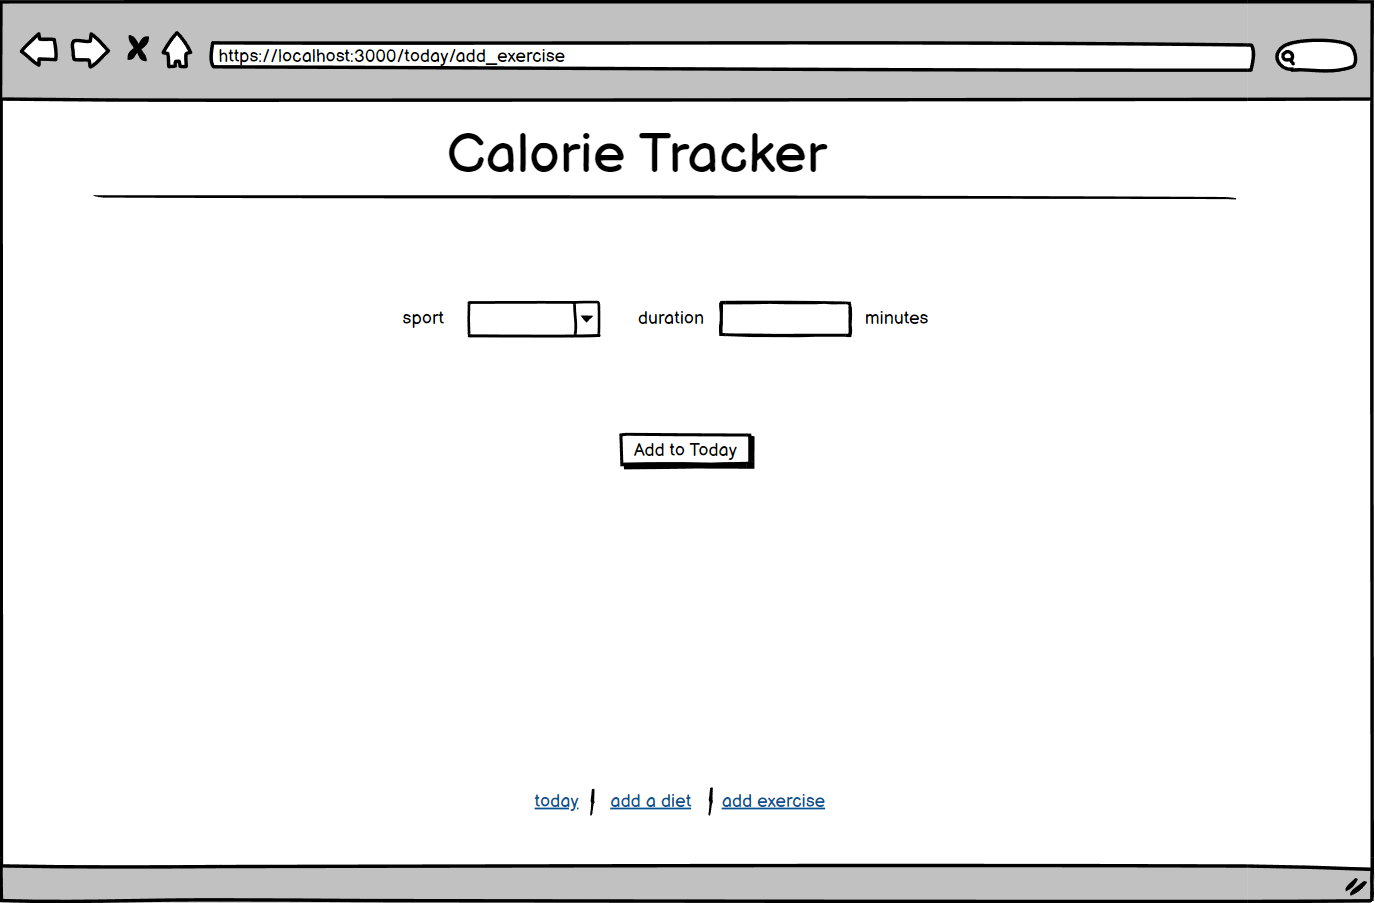 https://localhost:3000/today/add_exercise
Calorie Tracker
sport duration minutes
Add to Today
today add a diet add exercise